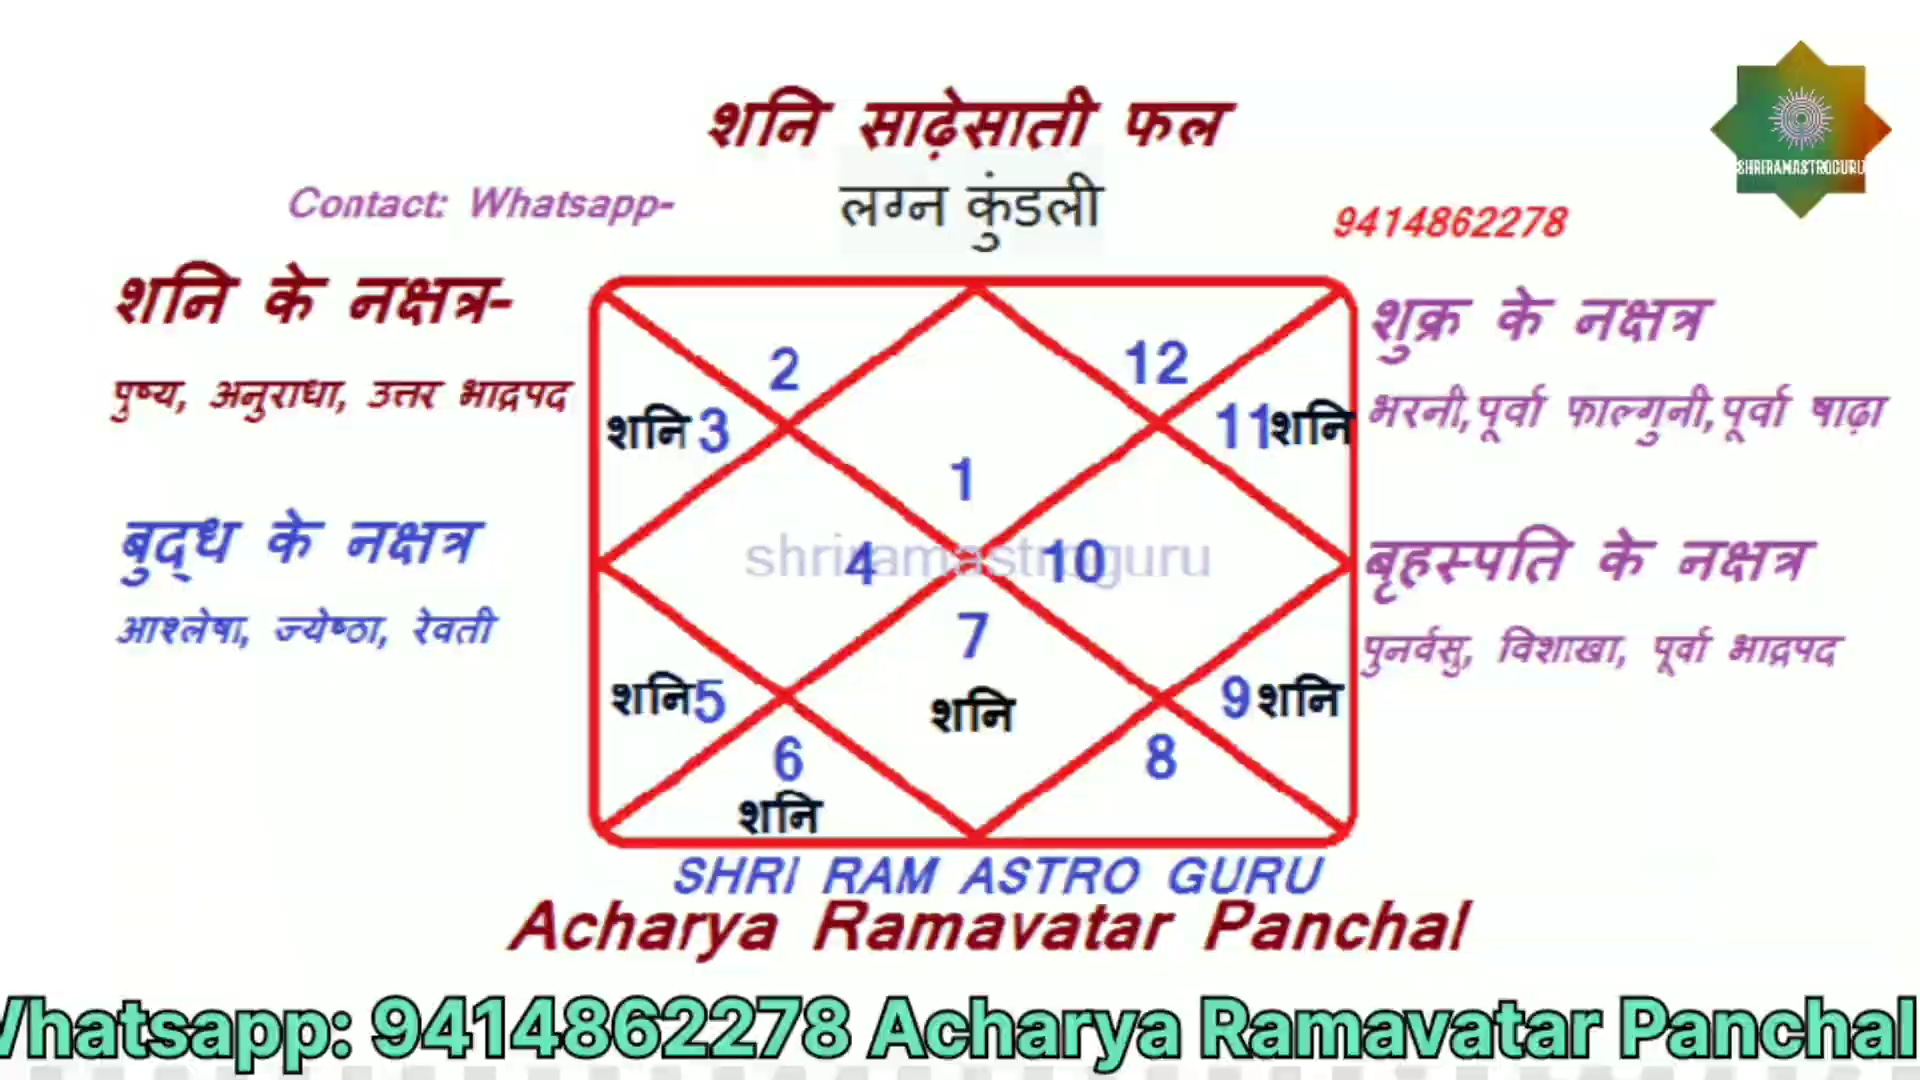 शनि साढ़ेसाती फल
SHRIRAMASTROGURU
Contact: Whatsapp-
लग्न कुंडली
9414862278
शनि के नक्षत्र-
पुष्य, अनुराधा, उत्तर भाद्रपद
बुद्ध के नक्षत्र
आश्लेषा, ज्येष्ठा, रेवती
2
12
शनि 3
11शनि
1
shriramastroguru
4
10
7
शनि
शनि5
9 शनि
6
शनि
8
शुक्र के नक्षत्र
भरनी,पूर्वा फाल्गुनी,पूर्वा षाढ़ा
बृहस्पति के नक्षत्र
पुनर्वसु, विशाखा, पूर्वा भाद्रपद
SHRI RAM ASTRO GURU
Acharya Ramavatar Panchal
Whatsapp: 9414862278 Acharya Ramavatar Panchal